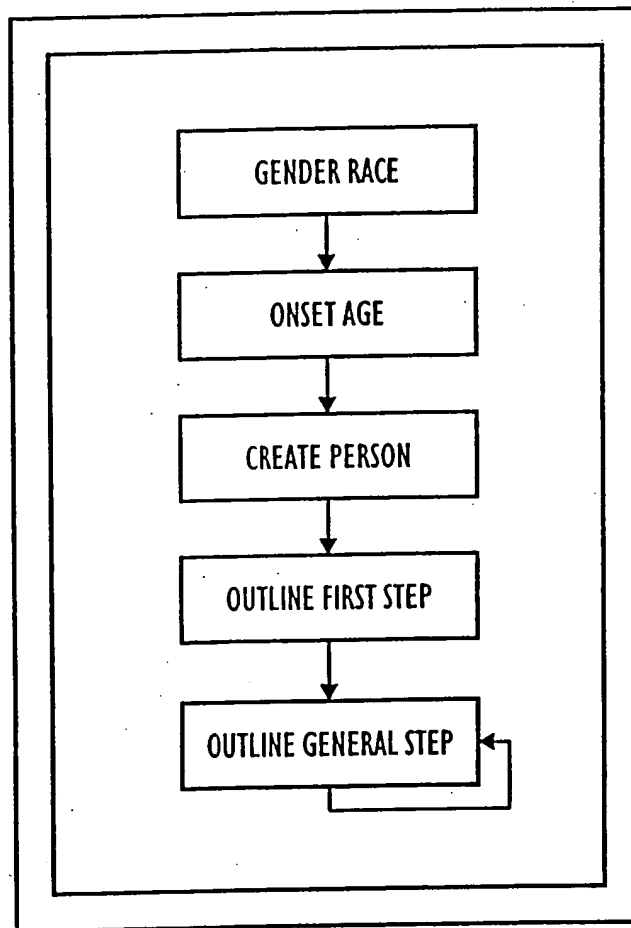 GENDER RACE
ONSET AGE
CREATE PERSON
OUTLINE FIRST STEP
OUTLINE GENERAL STEP